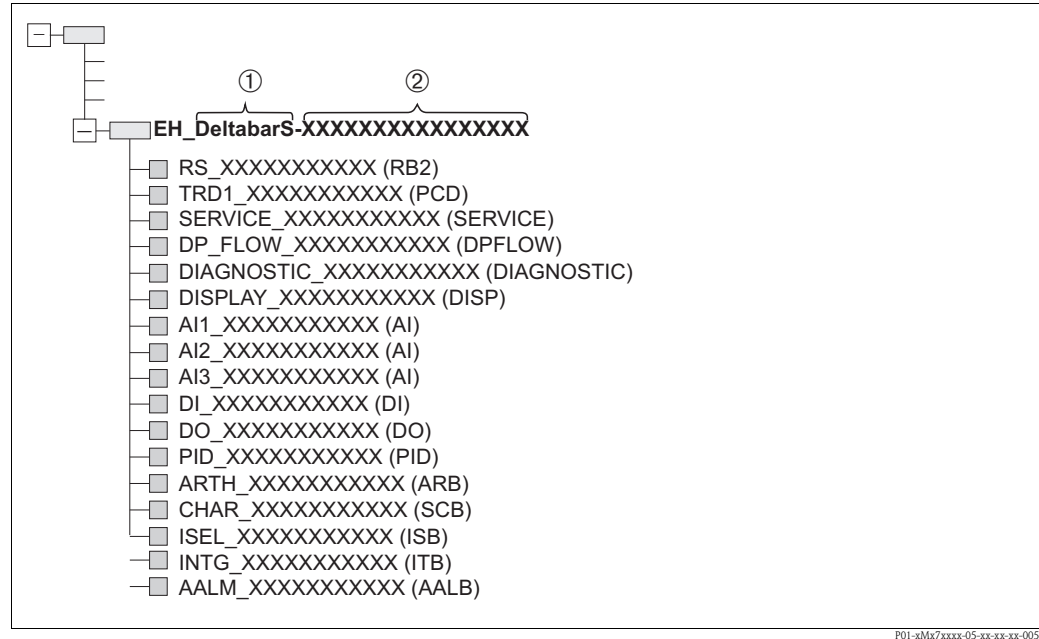 ① ②
EH_DeltabarS-XXXXXXXXXXXXXXXX
RS_XXXXXXXXXXX (RB2)
TRD1_XXXXXXXXXXX (PCD)
SERVICE_XXXXXXXXXXX (SERVICE)
DP_FLOW_XXXXXXXXXXX (DPFLOW)
DIAGNOSTIC_XXXXXXXXXXX (DIAGNOSTIC)
DISPLAY_XXXXXXXXXXX (DISP)
AI1_XXXXXXXXXXX (AI)
AI2_XXXXXXXXXXX (AI)
AI3_XXXXXXXXXXX (AI)
DI_XXXXXXXXXXX (DI)
DO_XXXXXXXXXXX (DO)
PID_XXXXXXXXXXX (PID)
ARTH_XXXXXXXXXXX (ARB)
CHAR_XXXXXXXXXXX (SCB)
ISEL_XXXXXXXXXXX (ISB)
INTG_XXXXXXXXXXX (ITB)
AALM_XXXXXXXXXXX (AALB)
P01-xMx7xxxx-05-xx-xx-xx-005